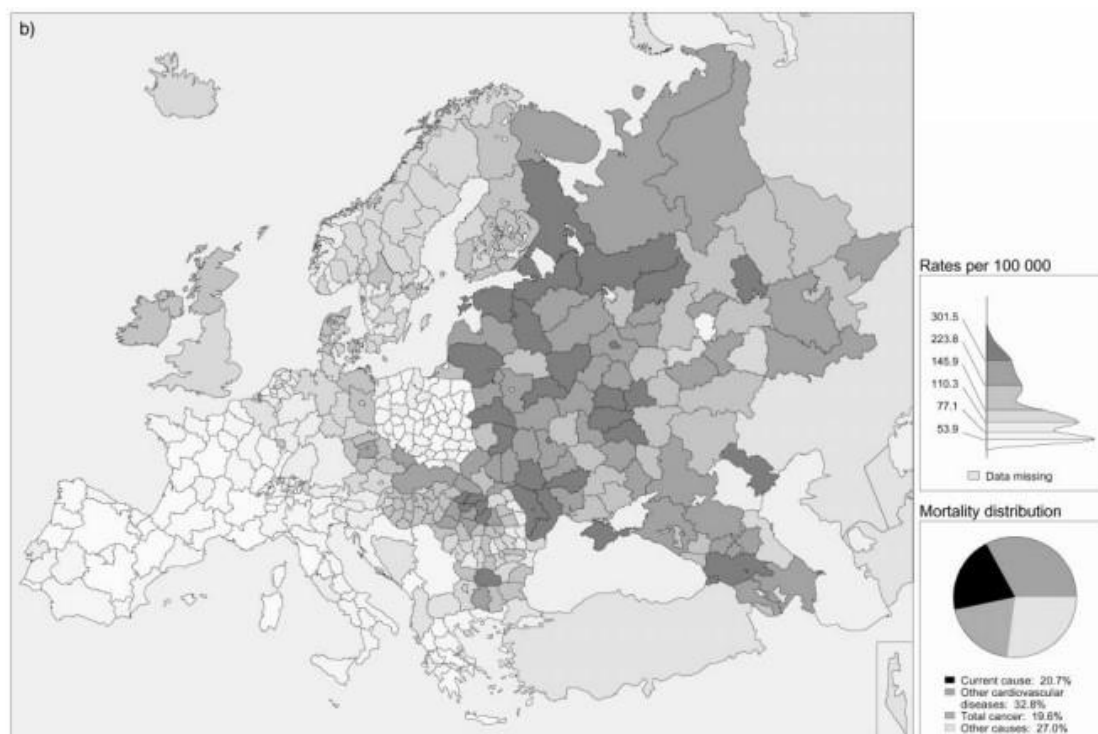 b)
Rates per 100 000
301.5
223.8
145.9
110.3
77.1
53.9
Data missing
Mortality distribution
Current cause: 20.7%
Other cardiovascular
diseases: 32.8%
Total cancer: 19.6%
Other causes: 27.0%